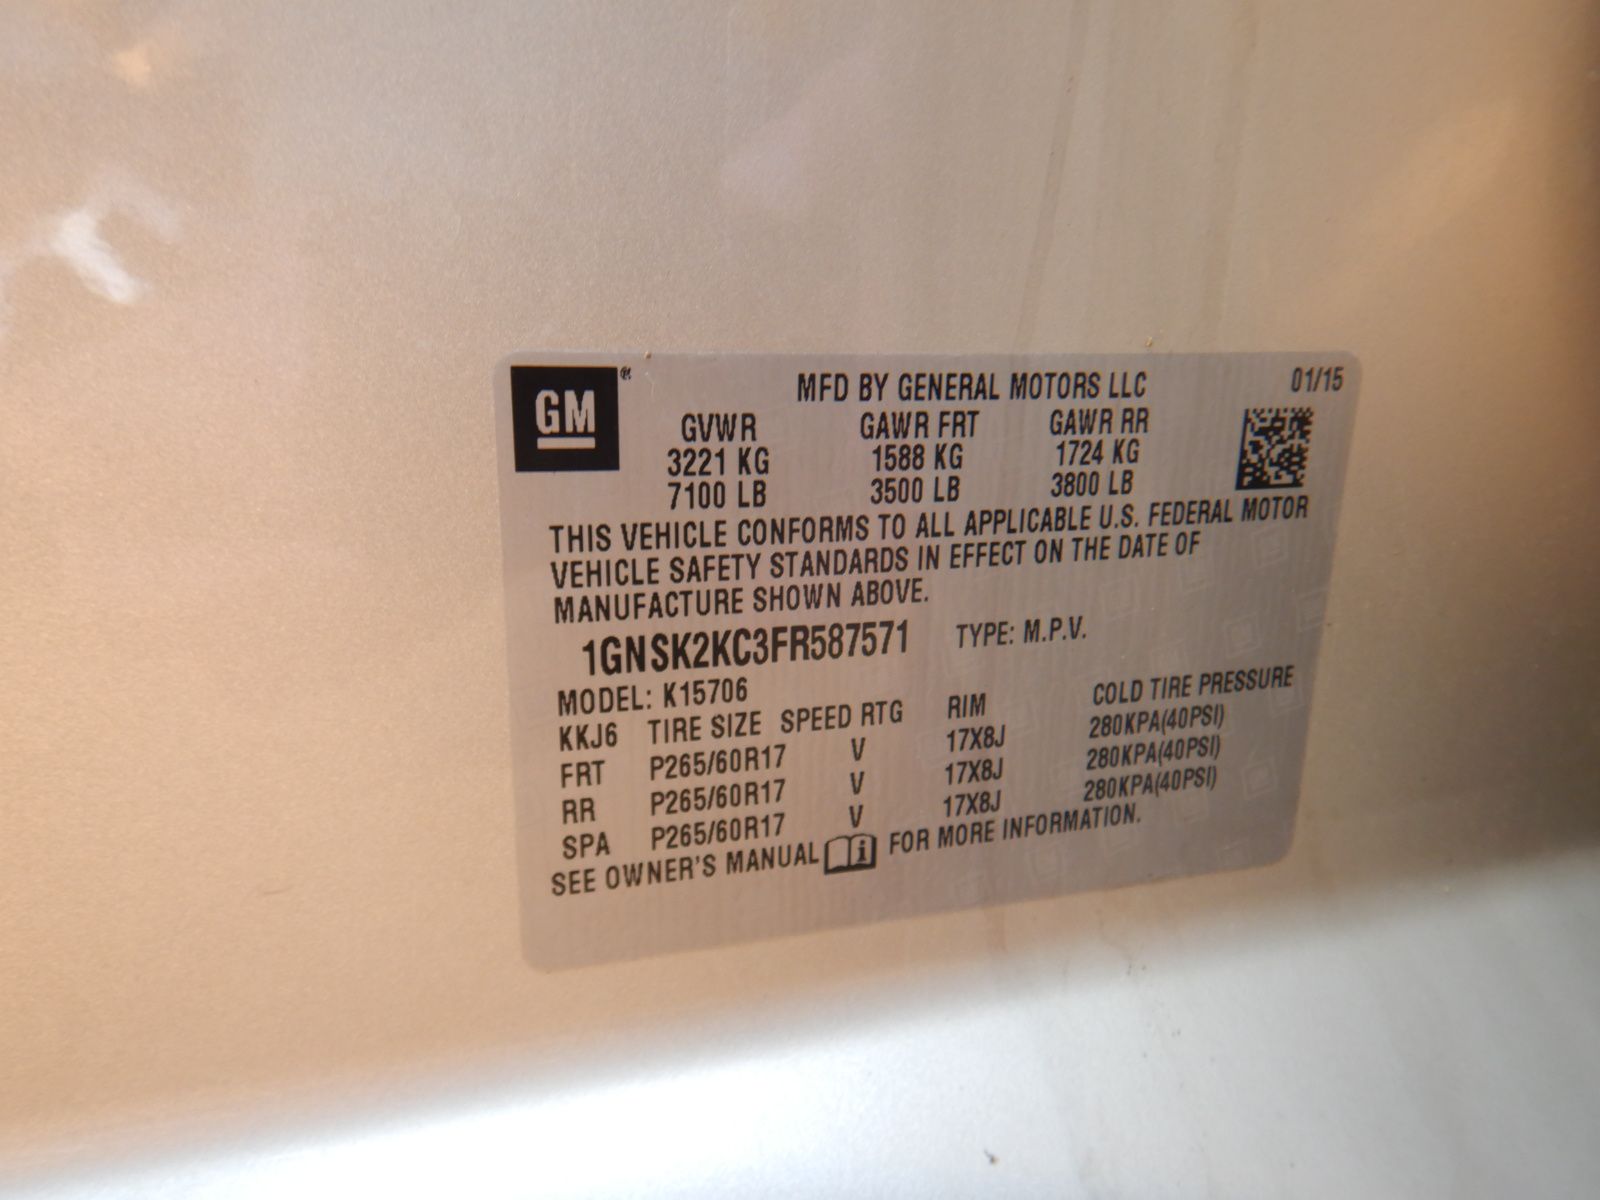 GM®
MFD BY GENERAL MOTORS LLC 01/15
GVWR GAWR FRT GAWR RR
3221 KG 1588 KG 1724 KG
7100 LB 3500 LB 3800 LB
THIS VEHICLE CONFORMS TO ALL APPLICABLE U.S. FEDERAL MOTOR
VEHICLE SAFETY STANDARDS IN EFFECT ON THE DATE OF
MANUFACTURE SHOWN ABOVE.
1GNSK2KC3FR587571 TYPE: M.P.V.
MODEL: K15706
KKJ6 TIRE SIZE SPEED RTG RIM COLD TIRE PRESSURE
FRT P265/60R17 V 17X8J 280KPA(40PSI)
RR P265/60R17 V 17X8J 280KPA(40PSI)
SPA P265/60R17 V 17X8J 280KPA(40PSI)
SEE OWNER'S MANUAL i FOR MORE INFORMATION.